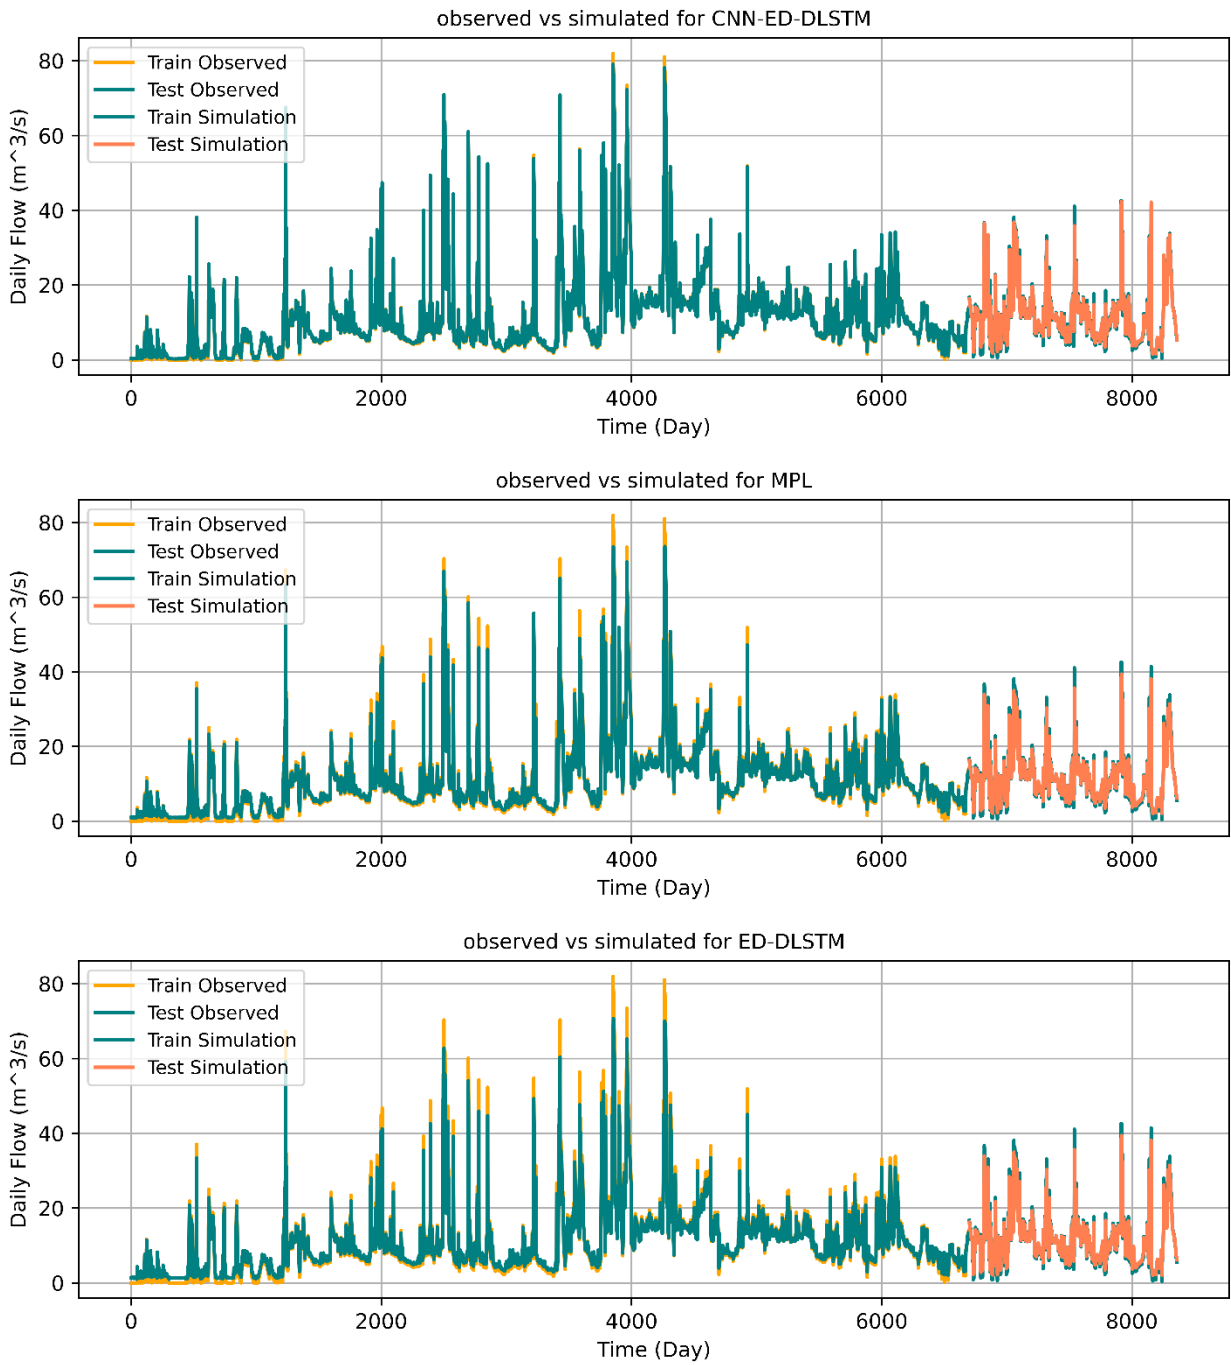 observed vs simulated for CNN-ED-DLSTM
Train Observed
Test Observed
Train Simulation
Test Simulation
80
60
40
20
0
Daily Flow (m^3/s)
0 2000 4000 6000 8000
Time (Day)
observed vs simulated for MPL
Train Observed
Test Observed
Train Simulation
Test Simulation
80
60
40
20
0
Daily Flow (m^3/s)
0 2000 4000 6000 8000
Time (Day)
observed vs simulated for ED-DLSTM
Train Observed
Test Observed
Train Simulation
Test Simulation
80
60
40
20
0
Daily Flow (m^3/s)
0 2000 4000 6000 8000
Time (Day)